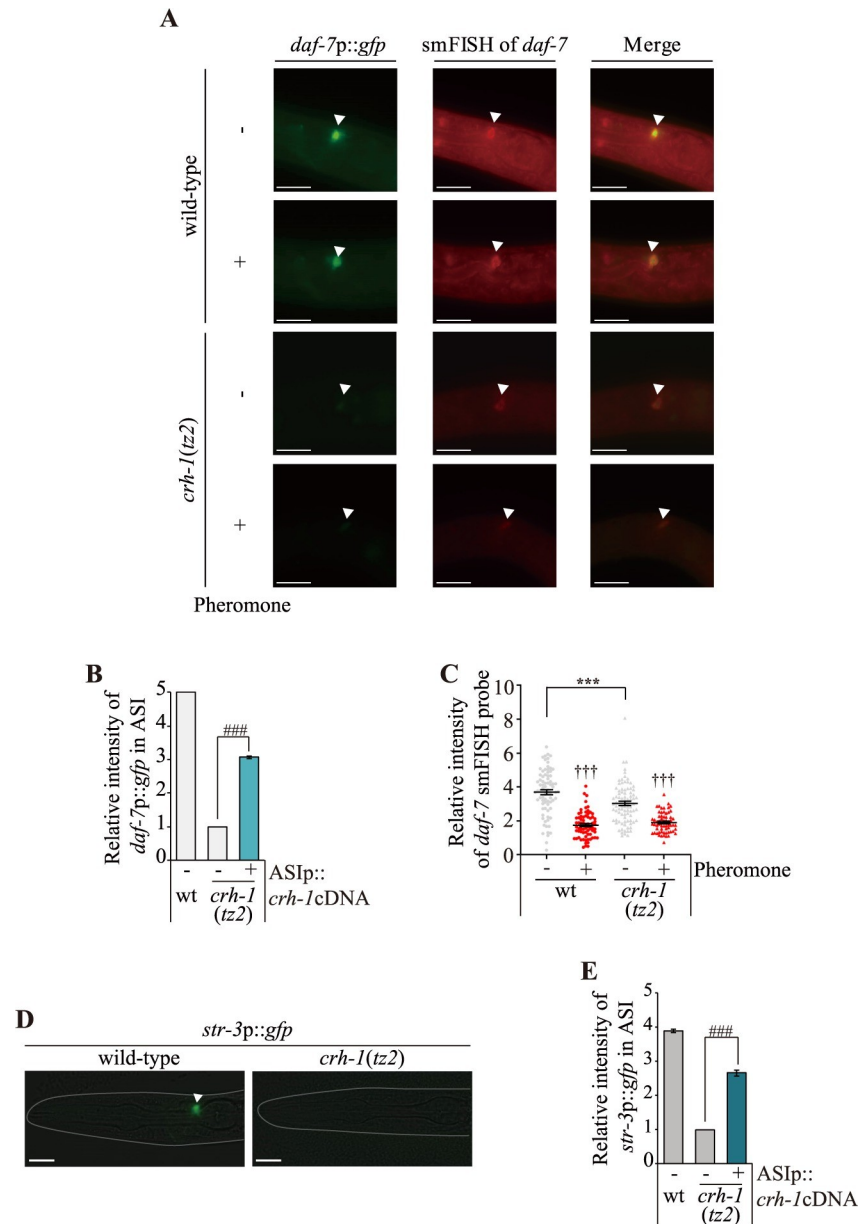 A
daf-7p::gfp smFISH of daf-7 Merge
wild-type
-
+
crh-1(tz2)
-
+
Pheromone
B
Relative intensity of
daf-7p::gfp in ASI
5
4
3
2
1
0
###
- - + ASIp::
wt crh-1 crh-1cDNA
(tz2)
C
Relative intensity
of daf-7 smFISH probe
10
8
6
4
2
0
***
††† †††
- + - + Pheromone
wt crh-1
(tz2)
D
str-3p::gfp
wild-type crh-1(tz2)
E
Relative intensity of
str-3p::gfp in ASI
5
4
3
2
1
0
###
- - + ASIp::
wt crh-1 crh-1cDNA
(tz2)